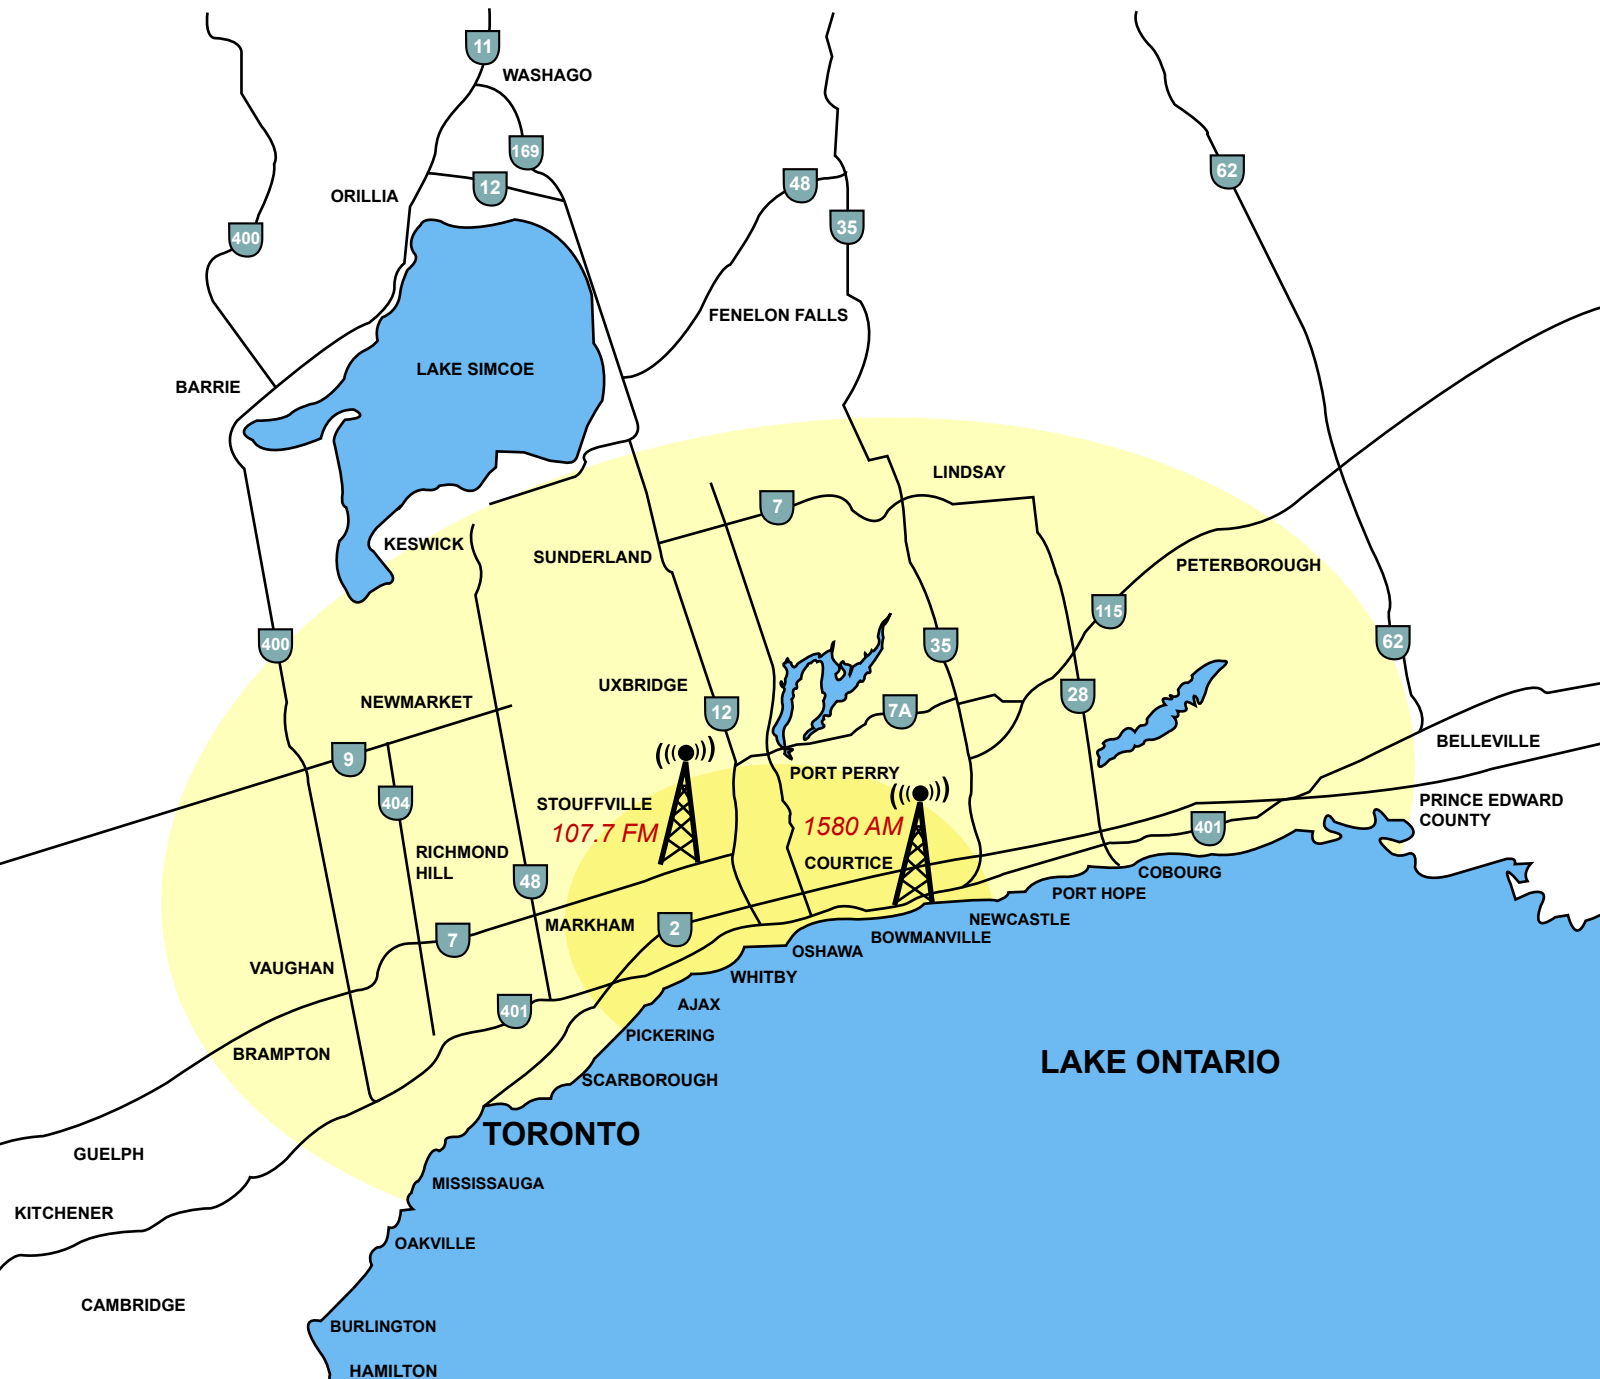 11
WASHAGO
169
12
48
62
ORILLIA
35
400
FENELON FALLS
LAKE SIMCOE
BARRIE
LINDSAY
7
KESWICK
SUNDERLAND
PETERBOROUGH
115
400
35
62
UXBRIDGE
28
NEWMARKET
12
7A
BELLEVILLE
9
PORT PERRY
404
STOUFFVILLE
PRINCE EDWARD
COUNTY
107.7 FM
1580 AM
401
RICHMOND
HILL
COURTICE
48
COBOURG
PORT HOPE
MARKHAM
2
NEWCASTLE
7
BOWMANVILLE
OSHAWA
VAUGHAN
WHITBY
AJAX
401
PICKERING
BRAMPTON
LAKE ONTARIO
SCARBOROUGH
TORONTO
GUELPH
MISSISSAUGA
KITCHENER
OAKVILLE
CAMBRIDGE
BURLINGTON
HAMILTON